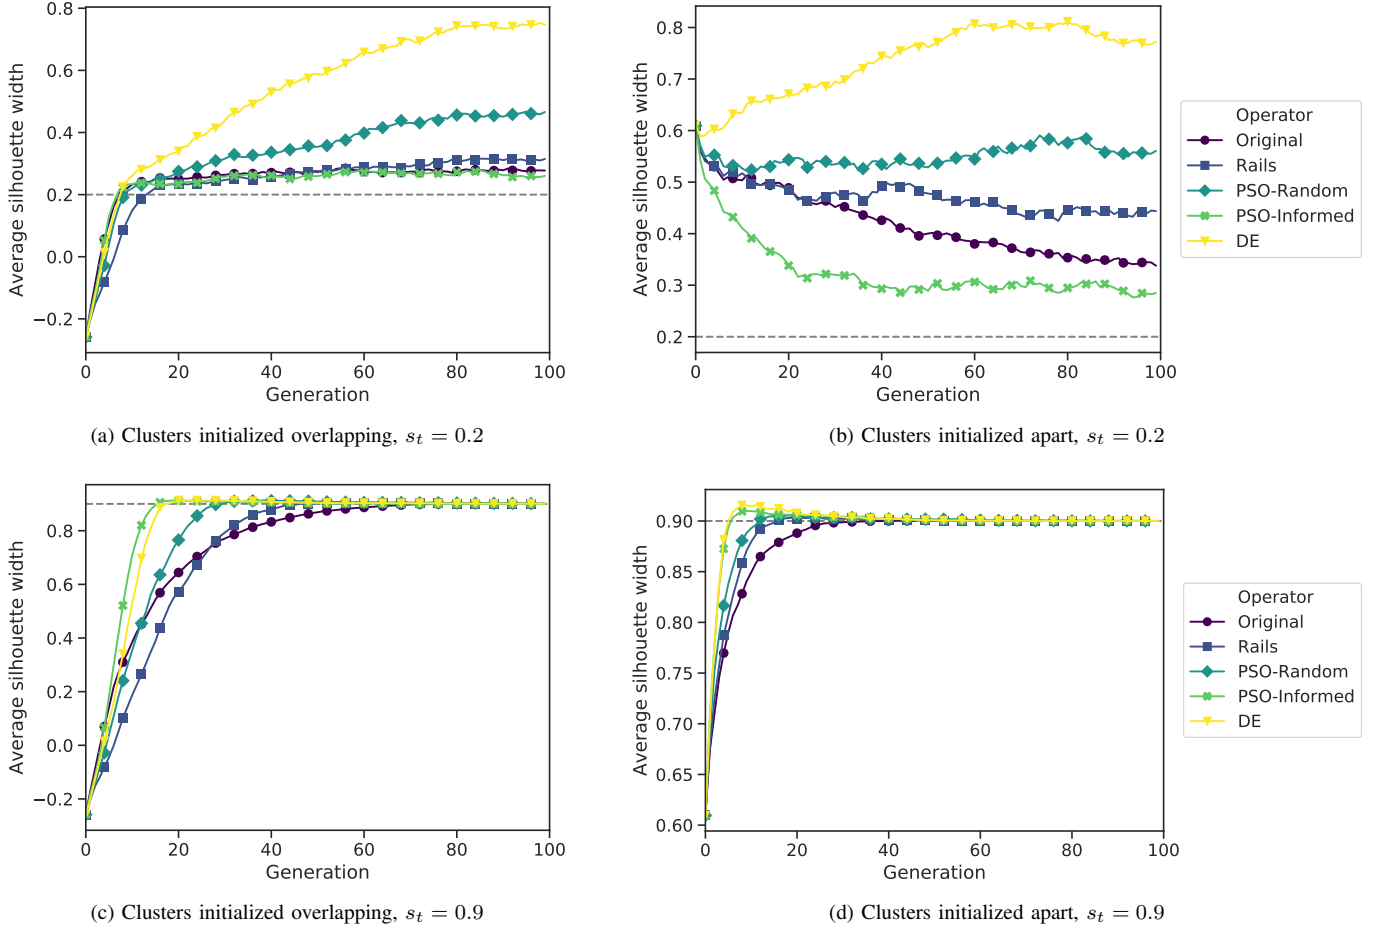 0.8
0.6
0.4
0.2
0.0
−0.2
Average silhouette width
0
20
40
60
80
100
Generation
(a) Clusters initialized overlapping, s_t = 0.2
0.8
0.7
0.6
0.5
0.4
0.3
0.2
Average silhouette width
0
20
40
60
80
100
Generation
(b) Clusters initialized apart, s_t = 0.2
Operator
Original
Rails
PSO-Random
PSO-Informed
DE
0.8
0.6
0.4
0.2
0.0
−0.2
Average silhouette width
0
20
40
60
80
100
Generation
(c) Clusters initialized overlapping, s_t = 0.9
0.90
0.85
0.80
0.75
0.70
0.65
0.60
Average silhouette width
0
20
40
60
80
100
Generation
(d) Clusters initialized apart, s_t = 0.9
Operator
Original
Rails
PSO-Random
PSO-Informed
DE